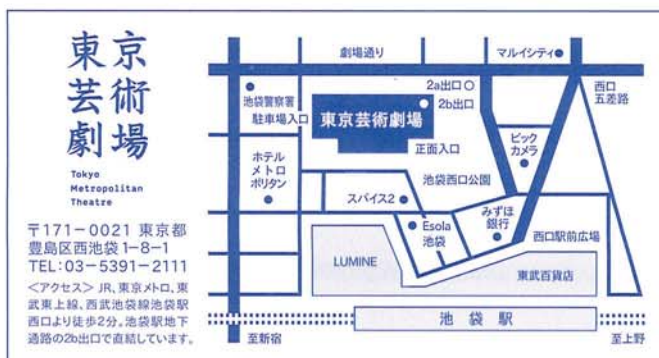 東京
芸術
劇場
Tokyo
Metropolitan
Theatre
〒171-0021 東京都
豊島区西池袋1-8-1
TEL:03-5391-2111
<アクセス> JR、東京メトロ、東
武東上線、西武池袋線池袋駅
西口より徒歩2分。池袋駅地下
通路の2b出口で直結しています。
劇場通り
マルイシティ
池袋警察署
2a出口
2b出口
西口
五差路
駐車場入口
東京芸術劇場
正面入口
ビック
カメラ
ホテル
メトロ
ポリタン
池袋西口公園
スパイス2
Esola
池袋
みずほ
銀行
西口駅前広場
LUMINE
東武百貨店
池袋駅
至新宿
至上野